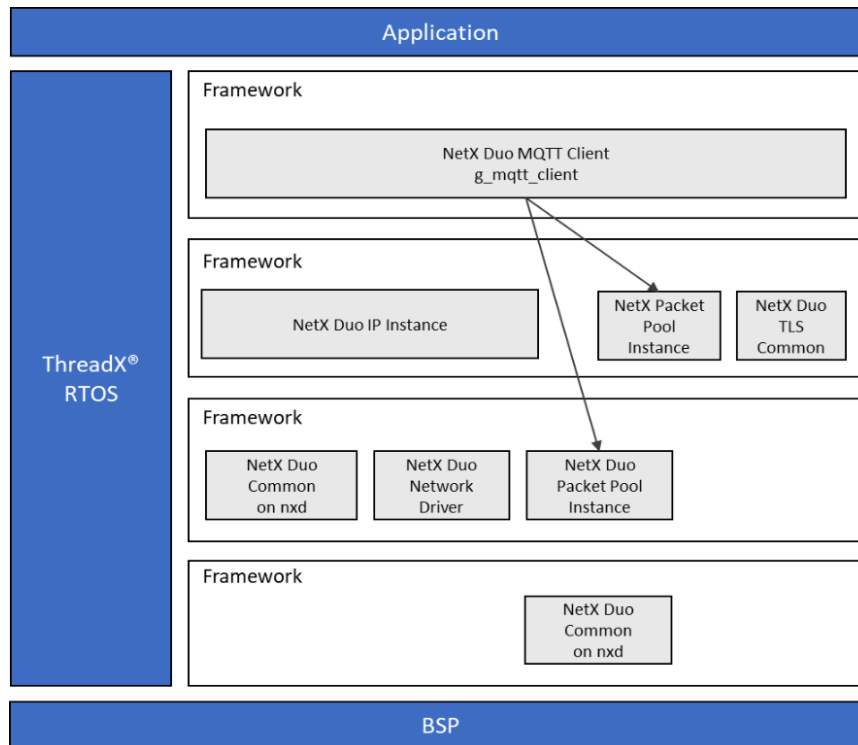 Application
ThreadX®
RTOS
Framework
NetX Duo MQTT Client
g_mqtt_client
Framework
NetX Duo IP Instance
NetX Packet
Pool
Instance
NetX Duo
TLS
Common
Framework
NetX Duo
Common
on nxd
NetX Duo
Network
Driver
NetX Duo
Packet Pool
Instance
Framework
NetX Duo
Common
on nxd
BSP